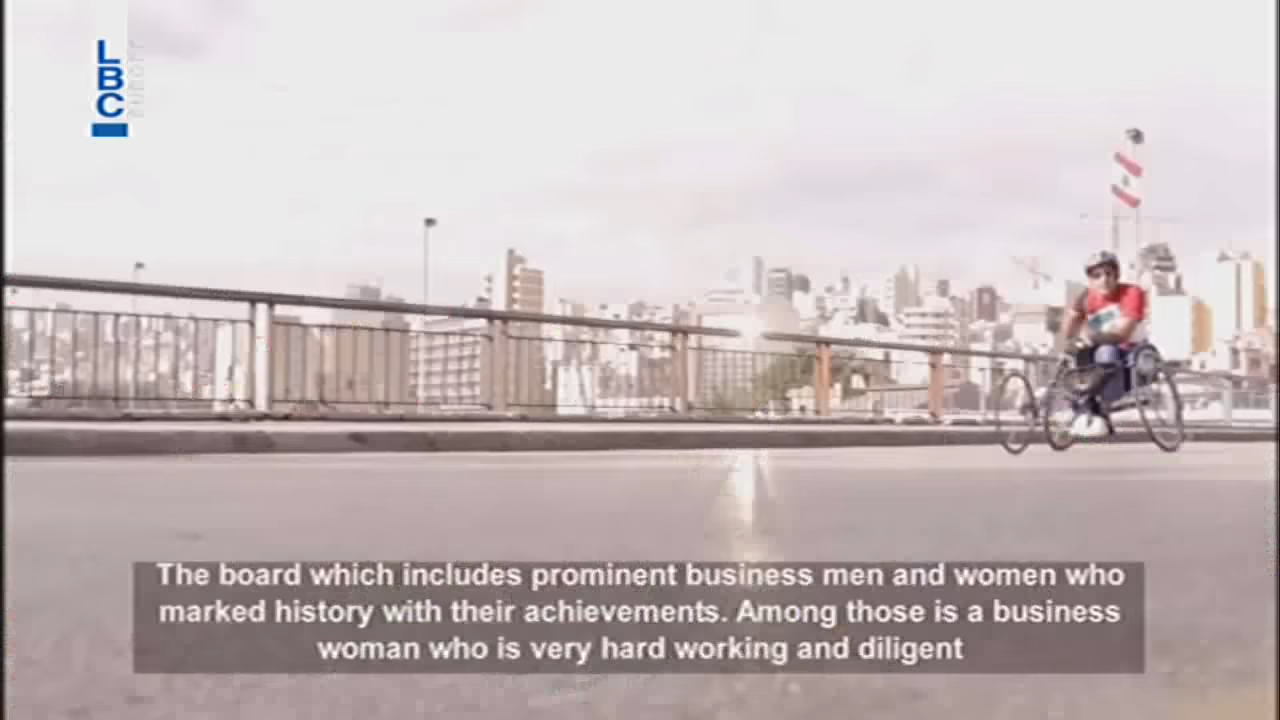 LBC
EUROPE
The board which includes prominent business men and women who
marked history with their achievements. Among those is a business
woman who is very hard working and diligent